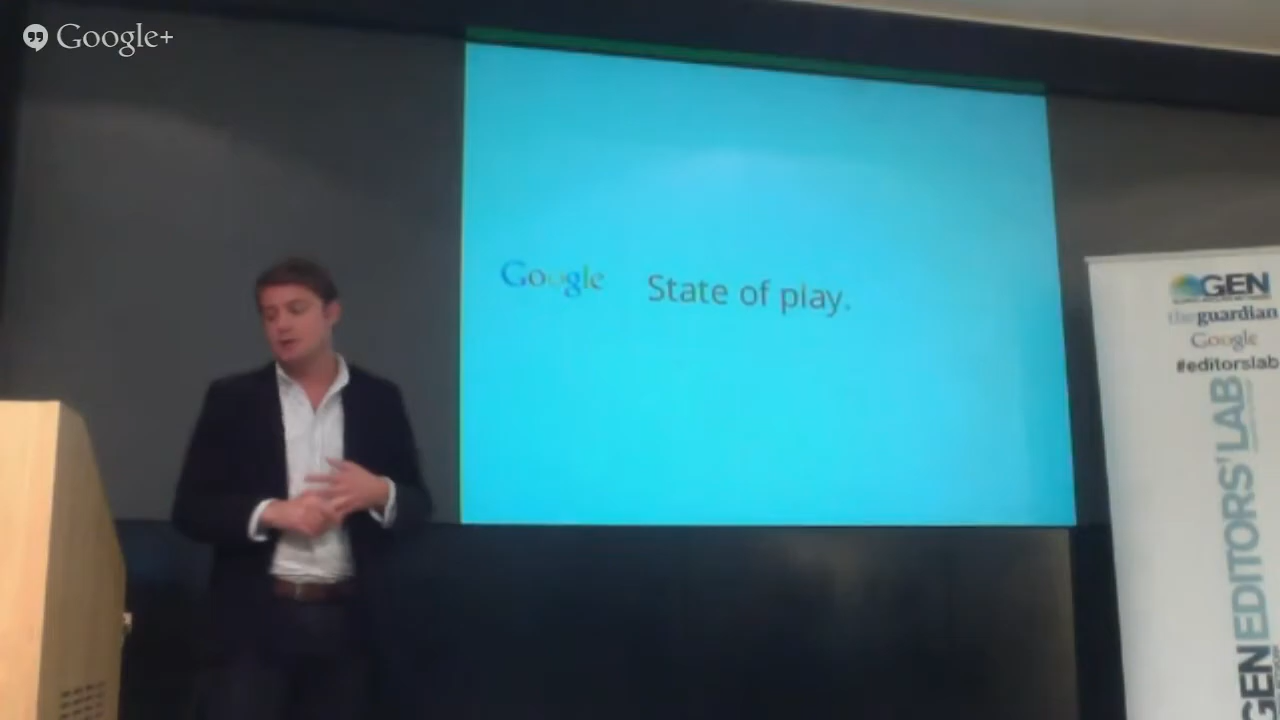 Google+
Google State of play.
GEN
theguardian
Google
#editorslab
GEN EDITORS' LAB